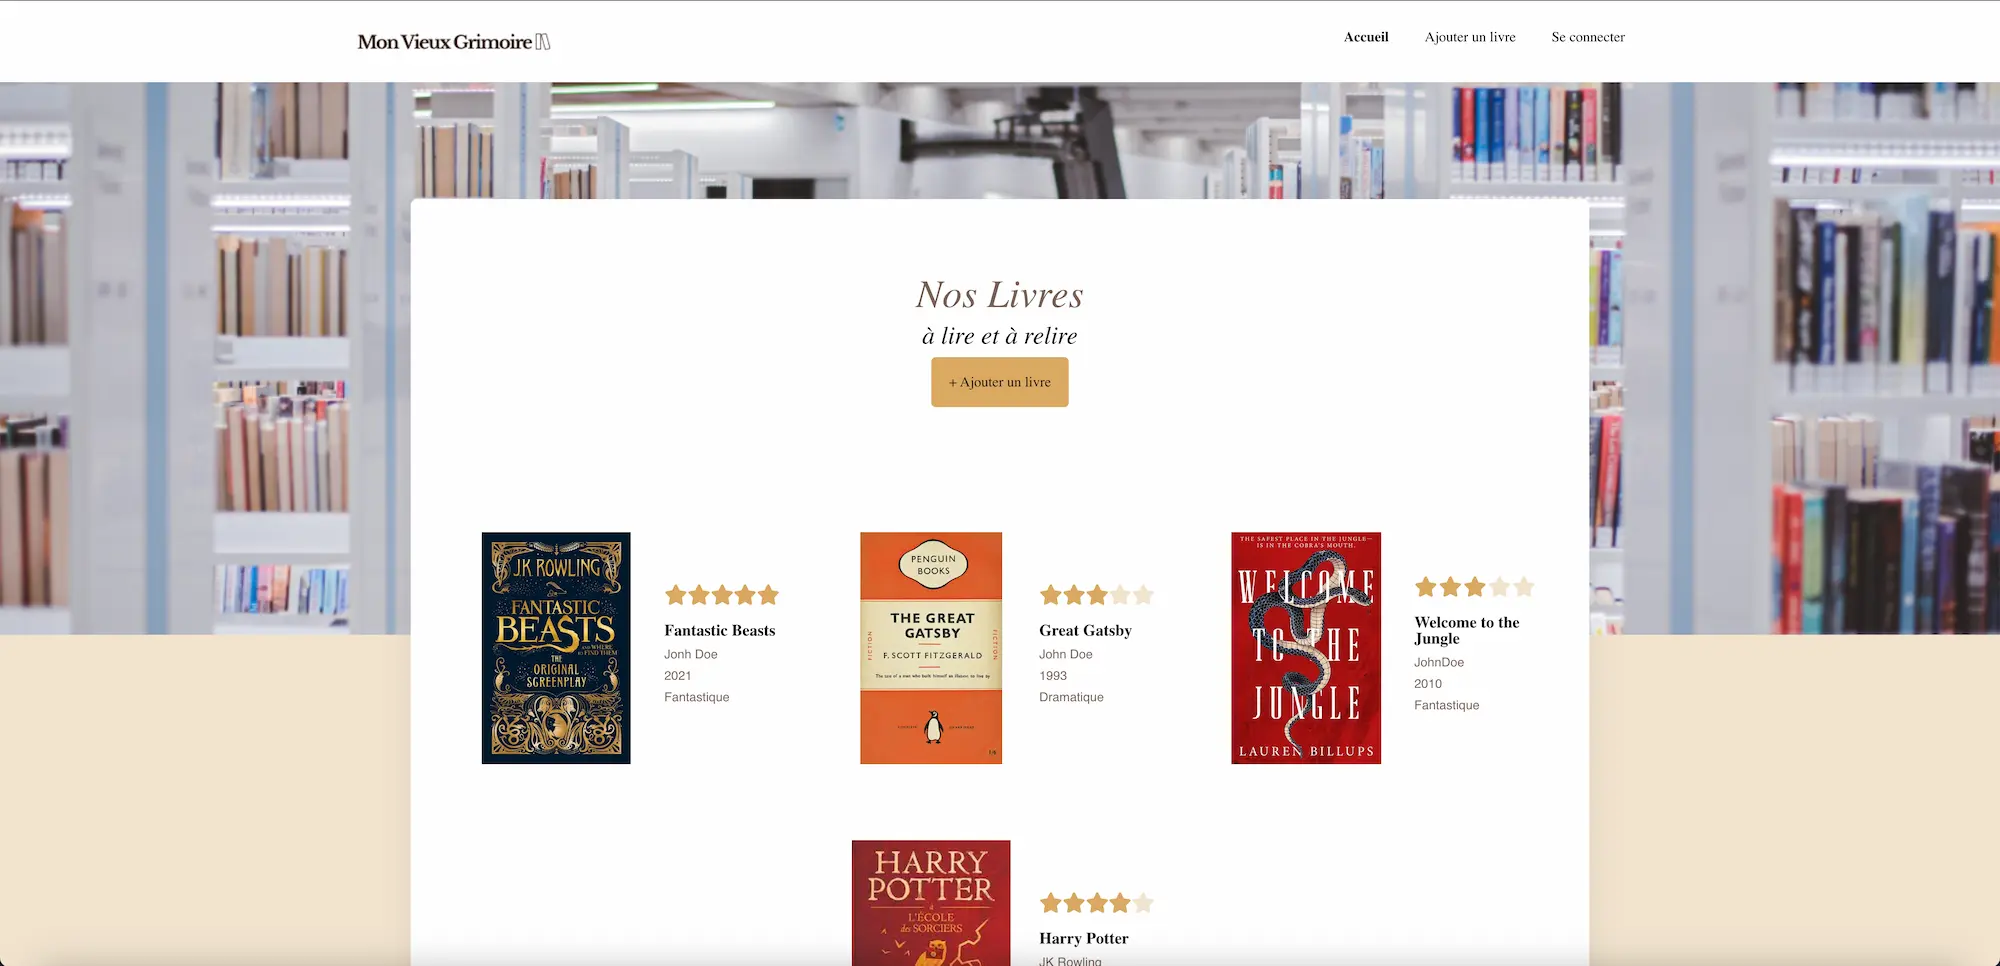 Mon Vieux Grimoire
Accueil
Ajouter un livre
Se connecter
Nos Livres
à lire et à relire
+ Ajouter un livre
J.K ROWLING
FANTASTIC
BEASTS
AND WHERE
TO FIND THEM
THE
ORIGINAL
SCREENPLAY
Fantastic Beasts
Jonh Doe
2021
Fantastique
PENGUIN
BOOKS
THE GREAT
GATSBY
F. SCOTT FITZGERALD
FICTION
FICTION
Great Gatsby
John Doe
1993
Dramatique
THE SAFEST PLACE IN THE JUNGLE—
IS IN THE COBRA'S MOUTH.
WELCOME
TO THE
JUNGLE
LAUREN BILLUPS
Welcome to the
Jungle
JohnDoe
2010
Fantastique
HARRY
POTTER
à
L'ÉCOLE
des SORCIERS
Harry Potter
JK Rowling